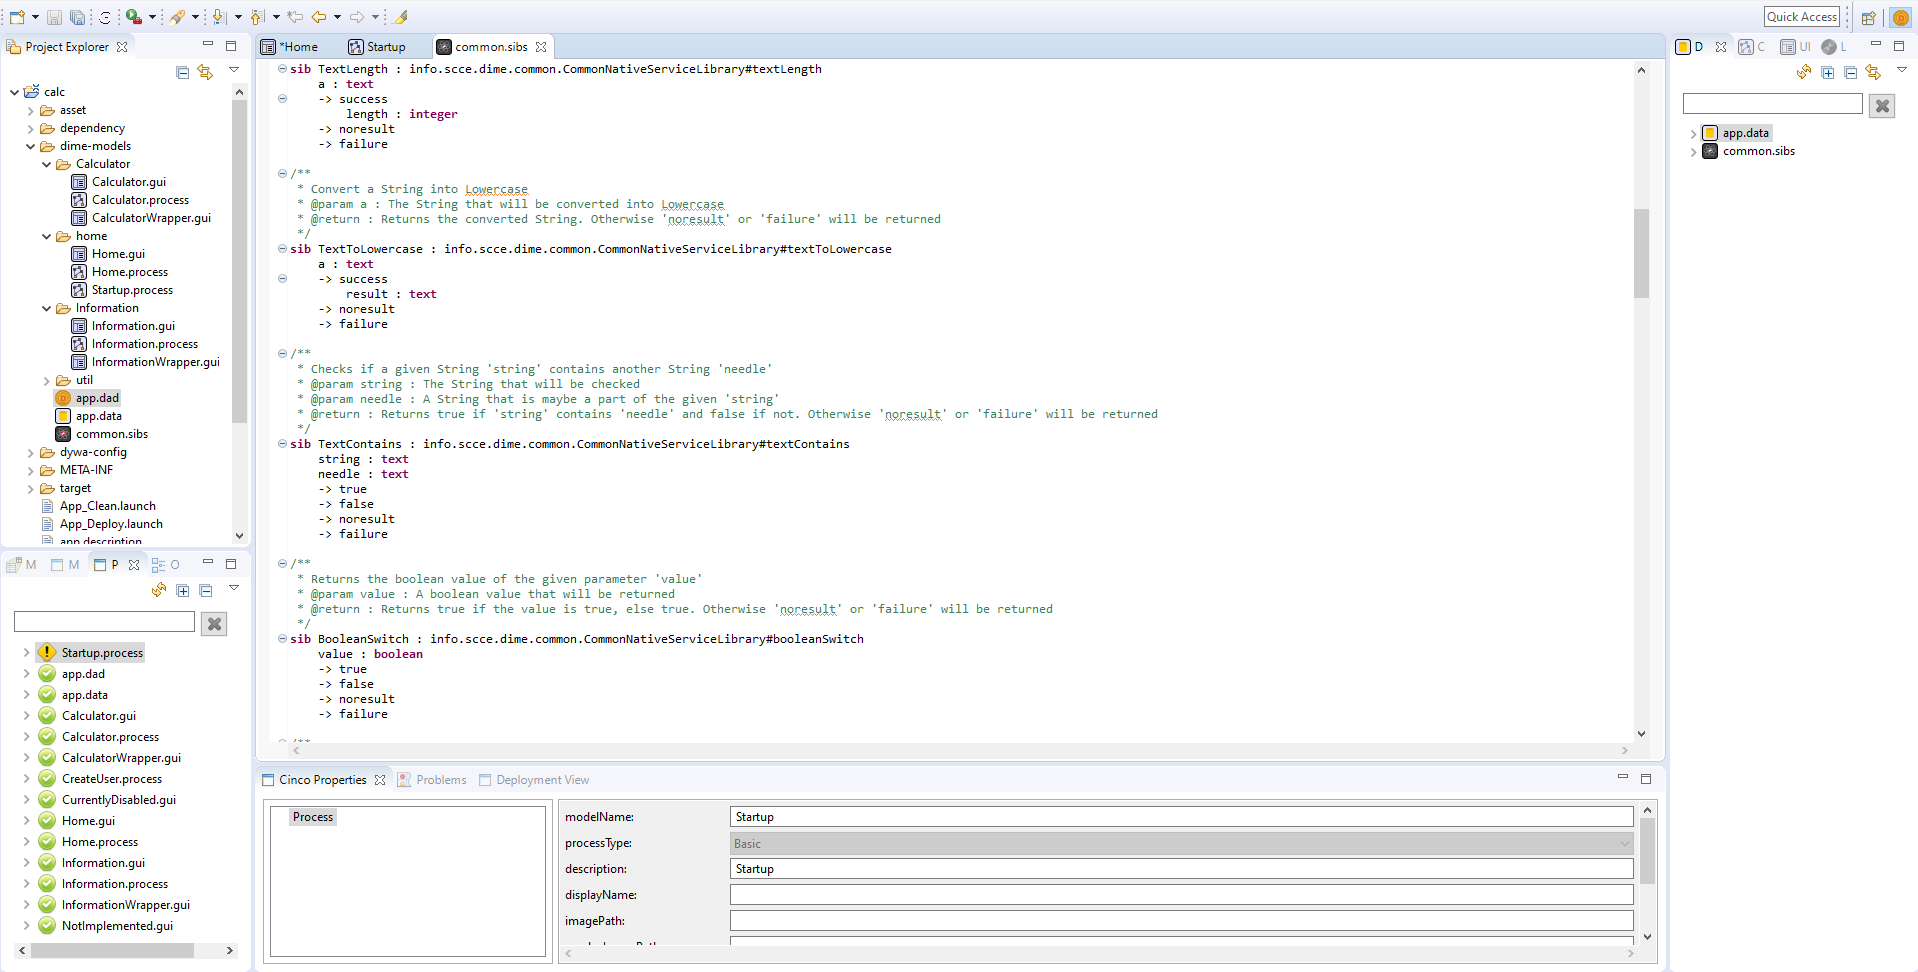 Quick Access
Project Explorer
calc
asset
dependency
dime-models
Calculator
Calculator.gui
Calculator.process
CalculatorWrapper.gui
home
Home.gui
Home.process
Startup.process
Information
Information.gui
Information.process
InformationWrapper.gui
util
app.dad
app.data
common.sibs
dywa-config
META-INF
target
App_Clean.launch
App_Deploy.launch
app.description
M M P O
Startup.process
app.dad
app.data
Calculator.gui
Calculator.process
CalculatorWrapper.gui
CreateUser.process
CurrentlyDisabled.gui
Home.gui
Home.process
Information.gui
Information.process
InformationWrapper.gui
NotImplemented.gui
*Home Startup common.sibs
sib TextLength : info.scce.dime.common.CommonNativeServiceLibrary#textLength
a : text
-> success
length : integer
-> noresult
-> failure
/**
* Convert a String into Lowercase
* @param a : The String that will be converted into Lowercase
* @return : Returns the converted String. Otherwise 'noresult' or 'failure' will be returned
*/
sib TextToLowercase : info.scce.dime.common.CommonNativeServiceLibrary#textToLowercase
a : text
-> success
result : text
-> noresult
-> failure
/**
* Checks if a given String 'string' contains another String 'needle'
* @param string : The String that will be checked
* @param needle : A String that is maybe a part of the given 'string'
* @return : Returns true if 'string' contains 'needle' and false if not. Otherwise 'noresult' or 'failure' will be returned
*/
sib TextContains : info.scce.dime.common.CommonNativeServiceLibrary#textContains
string : text
needle : text
-> true
-> false
-> noresult
-> failure
/**
* Returns the boolean value of the given parameter 'value'
* @param value : A boolean value that will be returned
* @return : Returns true if the value is true, else true. Otherwise 'noresult' or 'failure' will be returned
*/
sib BooleanSwitch : info.scce.dime.common.CommonNativeServiceLibrary#booleanSwitch
value : boolean
-> true
-> false
-> noresult
-> failure
/**
Cinco Properties Problems Deployment View
Process
modelName: Startup
processType: Basic
description: Startup
displayName:
imagePath:
D C UI L
app.data
common.sibs